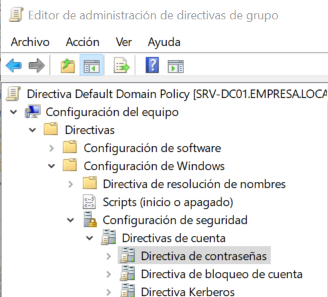 Editor de administración de directivas de grupo
Archivo Acción Ver Ayuda
Directiva Default Domain Policy [SRV-DC01.EMPRESA.LOCA
Configuración del equipo
Directivas
Configuración de software
Configuración de Windows
Directiva de resolución de nombres
Scripts (inicio o apagado)
Configuración de seguridad
Directivas de cuenta
Directiva de contraseñas
Directiva de bloqueo de cuenta
Directiva Kerberos